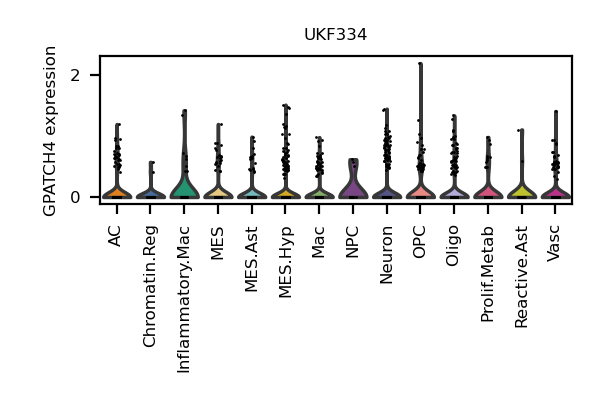 UKF334
GPATCH4 expression
2
0
AC
Chromatin.Reg
Inflammatory.Mac
MES
MES.Ast
MES.Hyp
Mac
NPC
Neuron
OPC
Oligo
Prolif.Metab
Reactive.Ast
Vasc